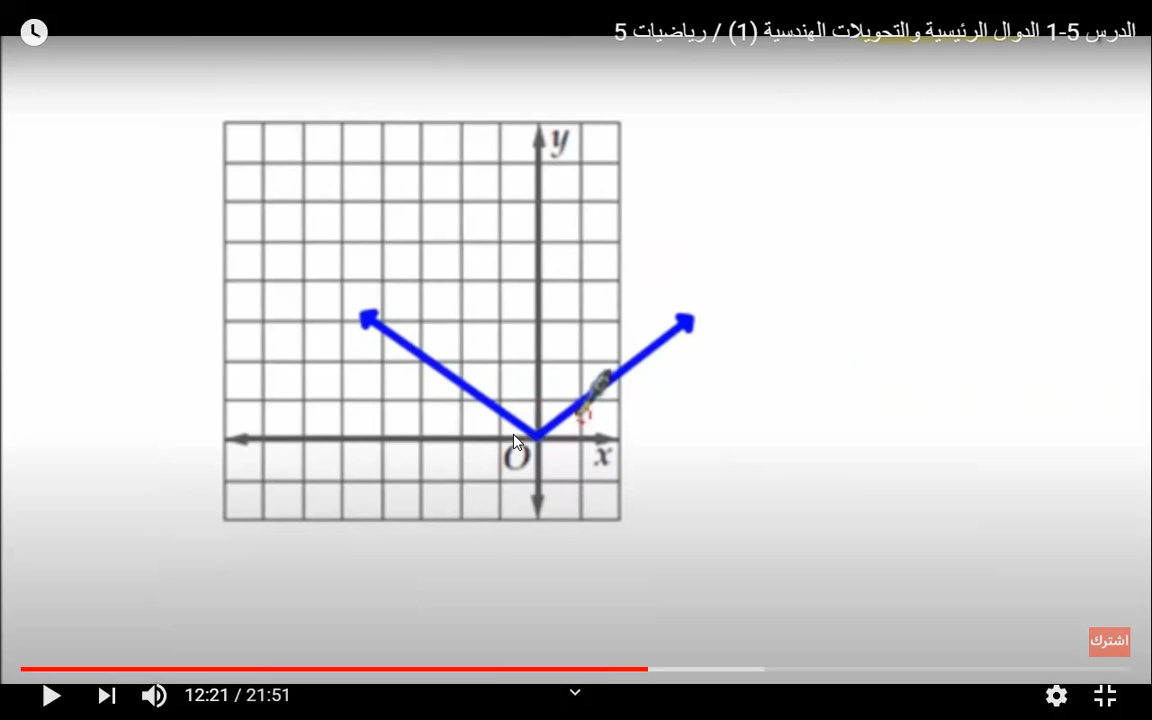 الدرس 5-1 الدوال الرئيسية والتحويلات الهندسية (1) / رياضيات 5
y
O
x
اشترك
12:21 / 21:51